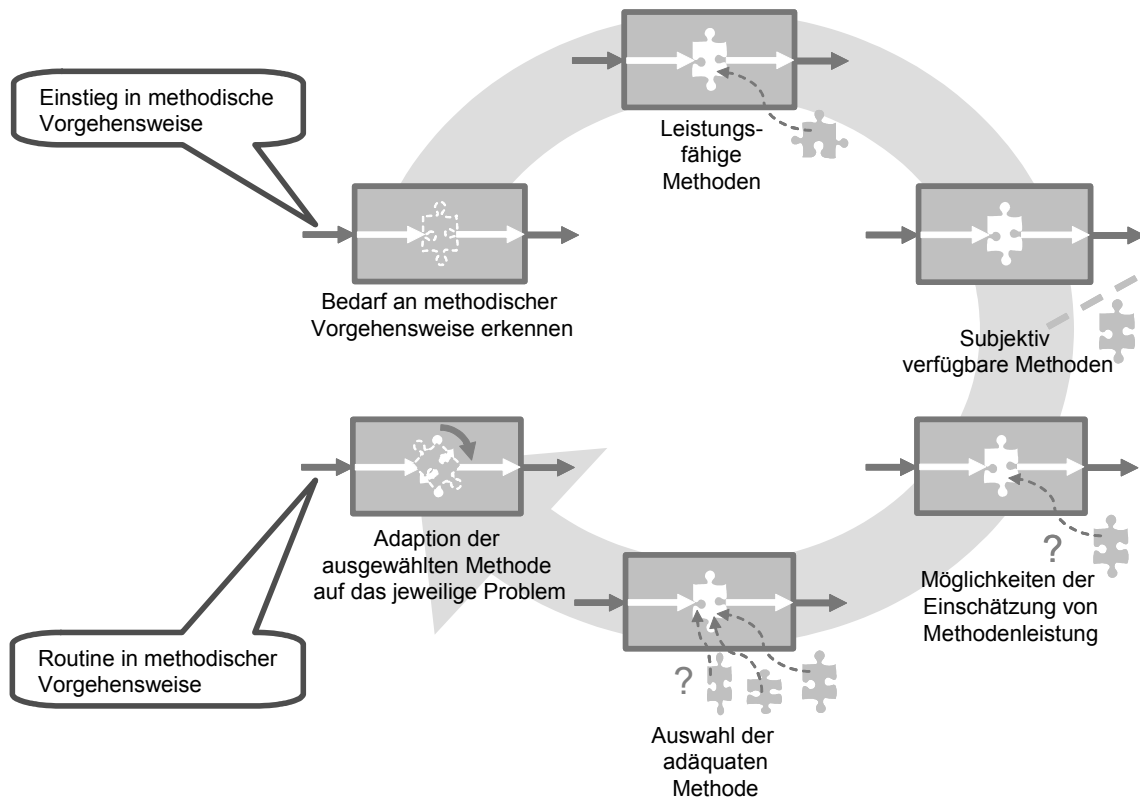 Einstieg in methodische
Vorgehensweise
Leistungs-
fähige
Methoden
Bedarf an methodischer
Vorgehensweise erkennen
Subjektiv
verfügbare Methoden
Adaption der
ausgewählten Methode
auf das jeweilige Problem
?
Möglichkeiten der
Einschätzung von
Methodenleistung
Routine in methodischer
Vorgehensweise
?
Auswahl der
adäquaten
Methode